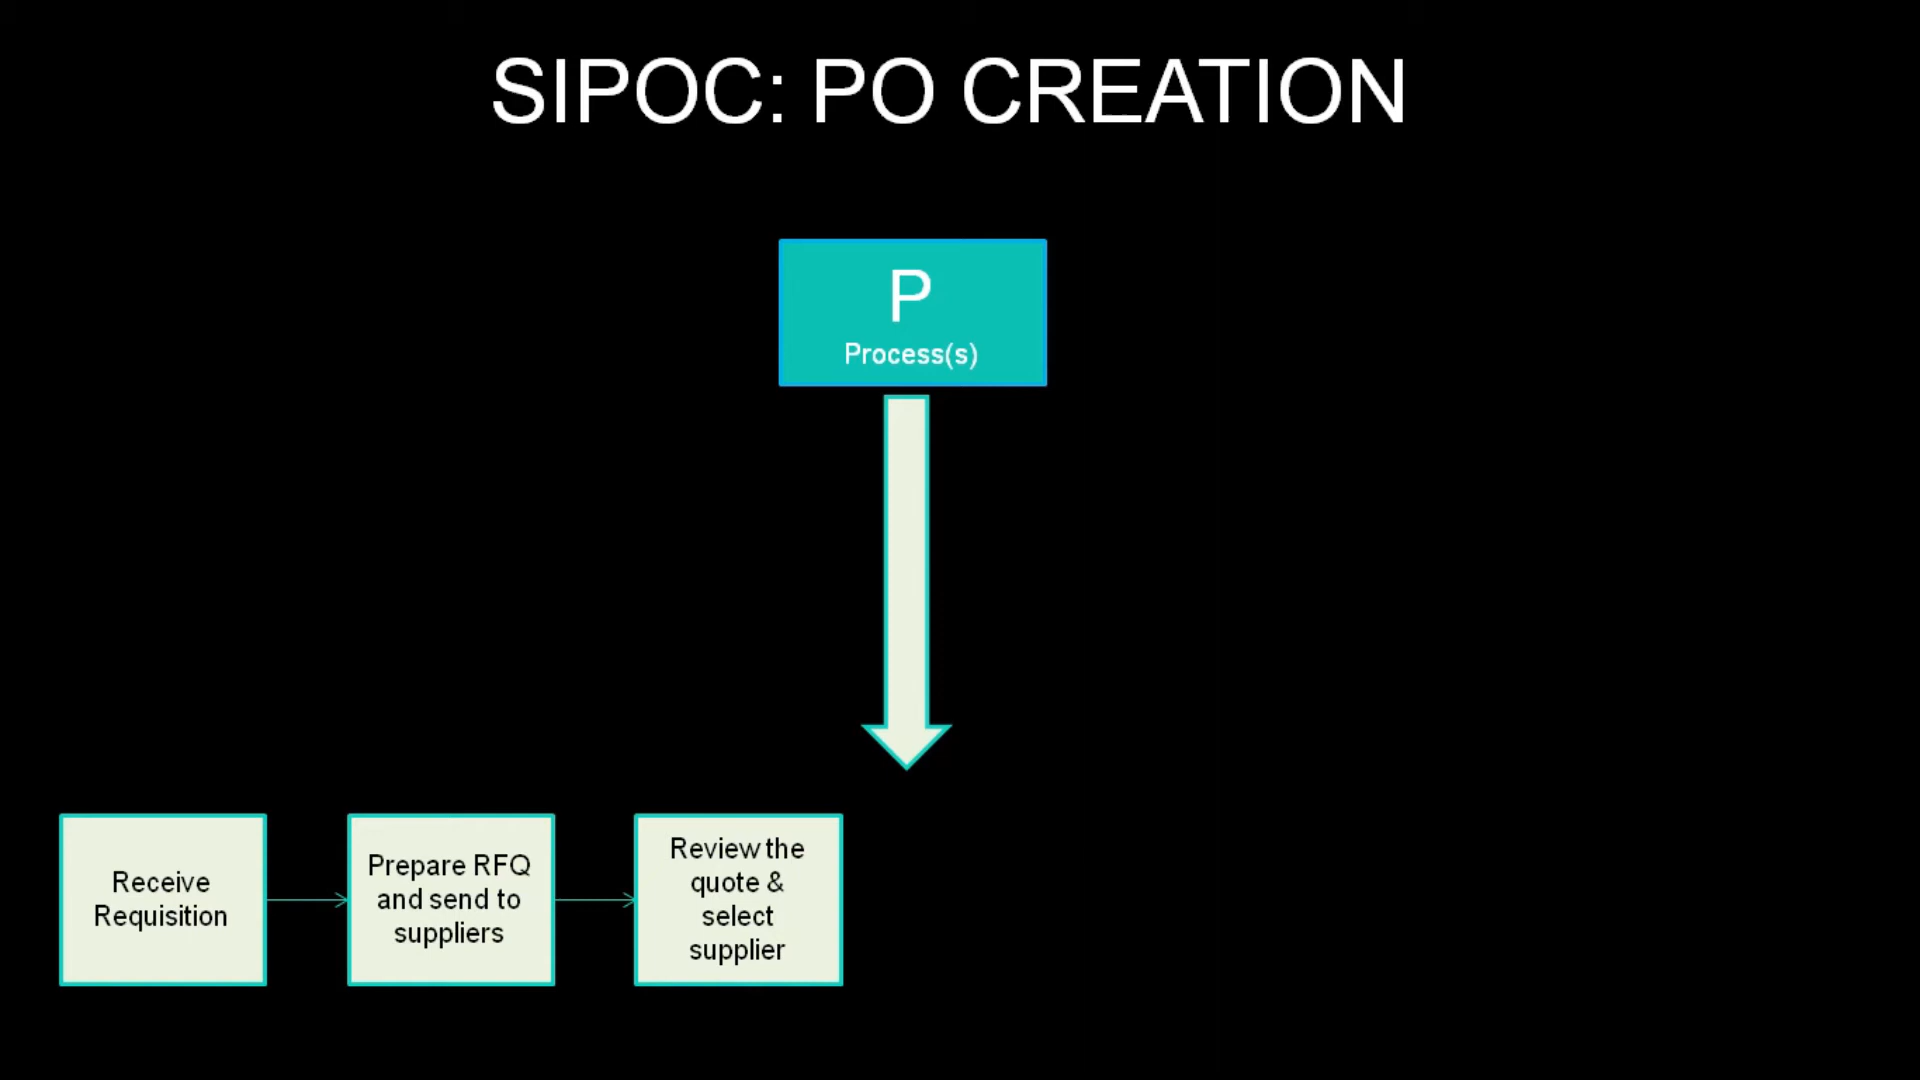 SIPOC: PO CREATION
P
Process(s)
Receive
Requisition
Prepare RFQ
and send to
suppliers
Review the
quote &
select
supplier